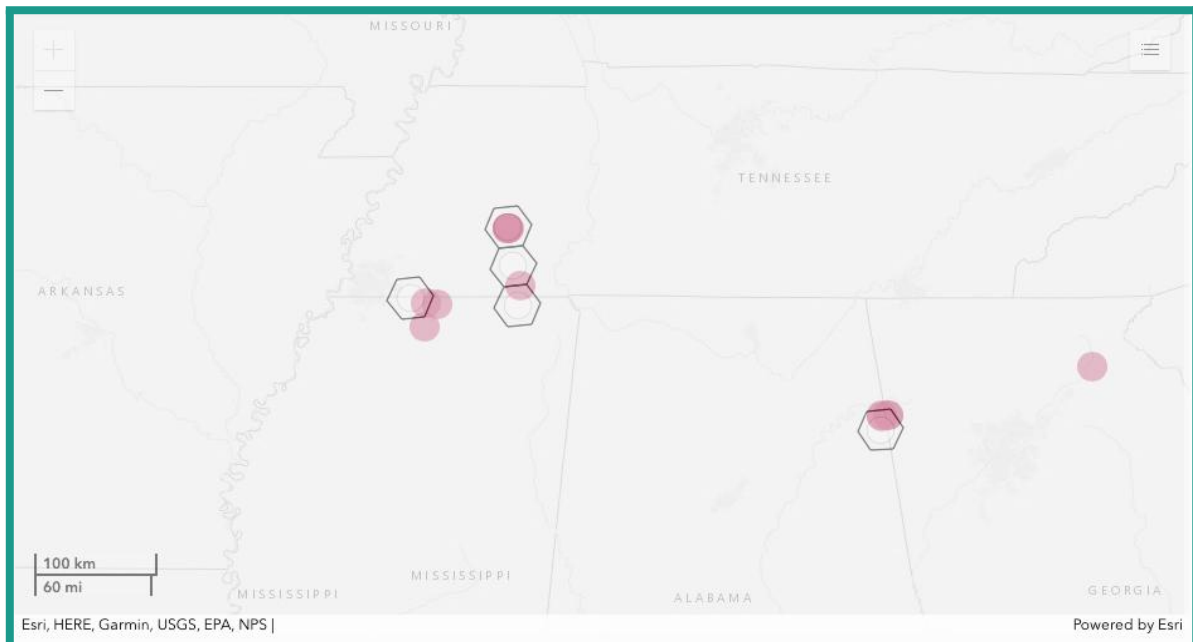 MISSOURI
TENNESSEE
ARKANSAS
100 km
60 mi
MISSISSIPPI
MISSISSIPPI
ALABAMA
GEORGIA
Esri, HERE, Garmin, USGS, EPA, NPS |
Powered by Esri